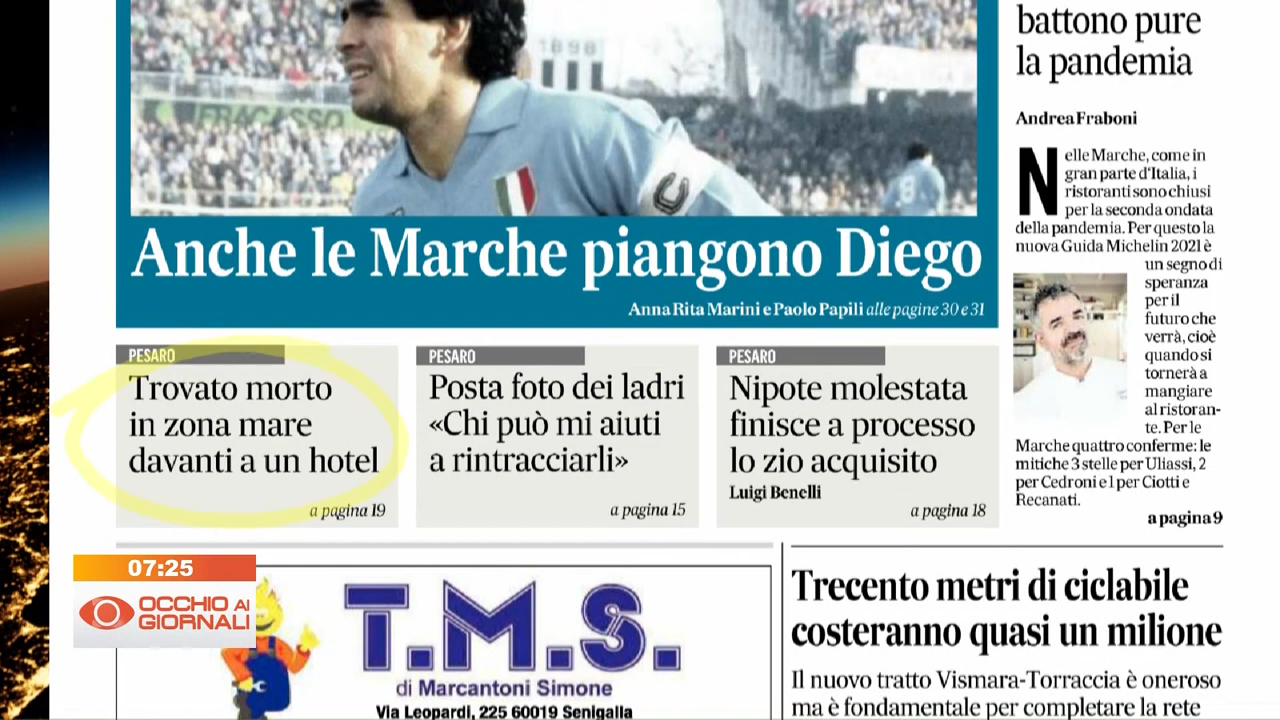 battono pure
la pandemia
Andrea Fraboni
Nelle Marche, come in
gran parte d'Italia, i
ristoranti sono chiusi
per la seconda ondata
della pandemia. Per questo la
nuova Guida Michelin 2021 è
un segno di
speranza
per il
futuro che
verrà, cioè
quando si
tornerà a
mangiare
al ristoran-
te. Per le
Marche quattro conferme: le
mitiche 3 stelle per Uliassi, 2
per Cedroni e 1 per Ciotti e
Recanati.
a pagina 9
1898
FRACASSO
8
Anche le Marche piangono Diego
Anna Rita Marini e Paolo Papili alle pagine 30 e 31
PESARO
Trovato morto
in zona mare
davanti a un hotel
a pagina 19
PESARO
Posta foto dei ladri
«Chi può mi aiuti
a rintracciarli»
a pagina 15
PESARO
Nipote molestata
finisce a processo
lo zio acquisito
Luigi Benelli
a pagina 18
07:25
OCCHIO AI
GIORNALI
T.M.S.
di Marcantoni Simone
Via Leopardi, 225 60019 Senigallia
Trecento metri di ciclabile
costeranno quasi un milione
Il nuovo tratto Vismara-Torraccia è oneroso
ma è fondamentale per completare la rete